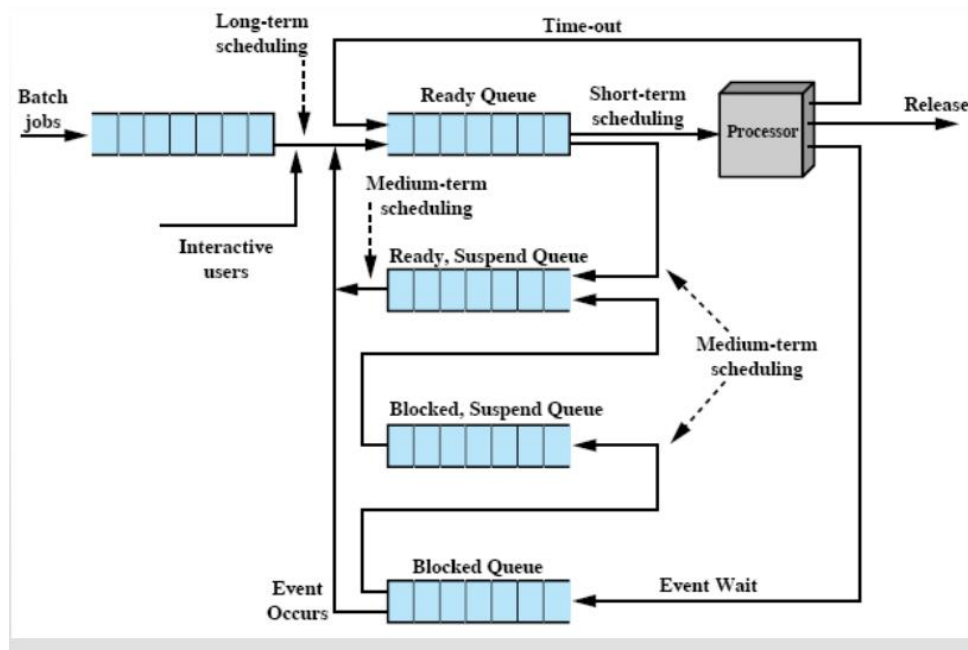 Long-term
scheduling
Time-out
Batch
jobs
Ready Queue
Short-term
scheduling
Processor
Release
Medium-term
scheduling
Interactive
users
Ready, Suspend Queue
Medium-term
scheduling
Blocked, Suspend Queue
Blocked Queue
Event
Occurs
Event Wait